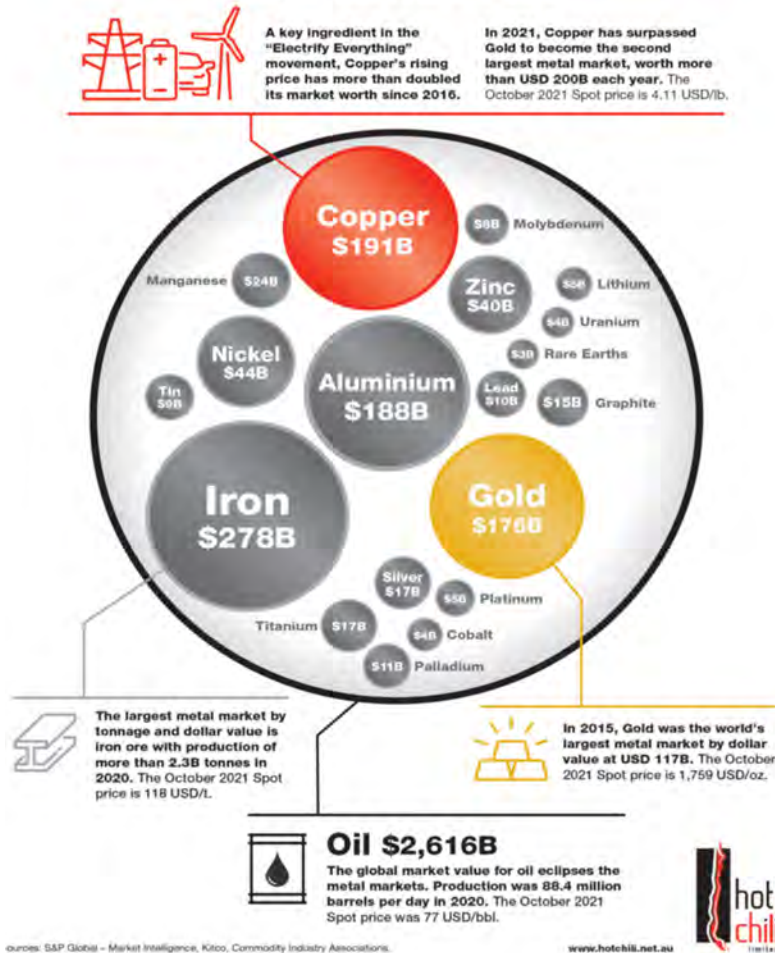 A key ingredient in the
“Electrify Everything”
movement, Copper's rising
price has more than doubled
its market worth since 2016.
In 2021, Copper has surpassed
Gold to become the second
largest metal market, worth more
than USD 200B each year. The
October 2021 Spot price is 4.11 USD/lb.
Copper
$191B
Molybdenum
Manganese
$24B
Zinc
$40B
Lithium
$4B
Uranium
Nickel
$44B
$3B
Rare Earths
Aluminium
$188B
Tin
Lead
$10B
$15B
Graphite
Iron
$278B
Gold
Silver
$17B
$5B
Platinum
Titanium
$17B
$4B
Cobalt
$11B
Palladium
The largest metal market by
tonnage and dollar value is
iron ore with production of
more than 2.3B tonnes in
2020. The October 2021 Spot
price is 118 USD/t.
In 2015, Gold was the world's
largest metal market by dollar
value at USD 117B. The October
2021 Spot price is 1,759 USD/oz.
Oil $2,616B
The global market value for oil eclipses the
metal markets. Production was 88.4 million
barrels per day in 2020. The October 2021
Spot price was 77 USD/bbl.
hot
chili
limited
ources: S&P Global – Market Intelligence, Kitco, Commodity Industry Associations.
www.hotchili.net.au